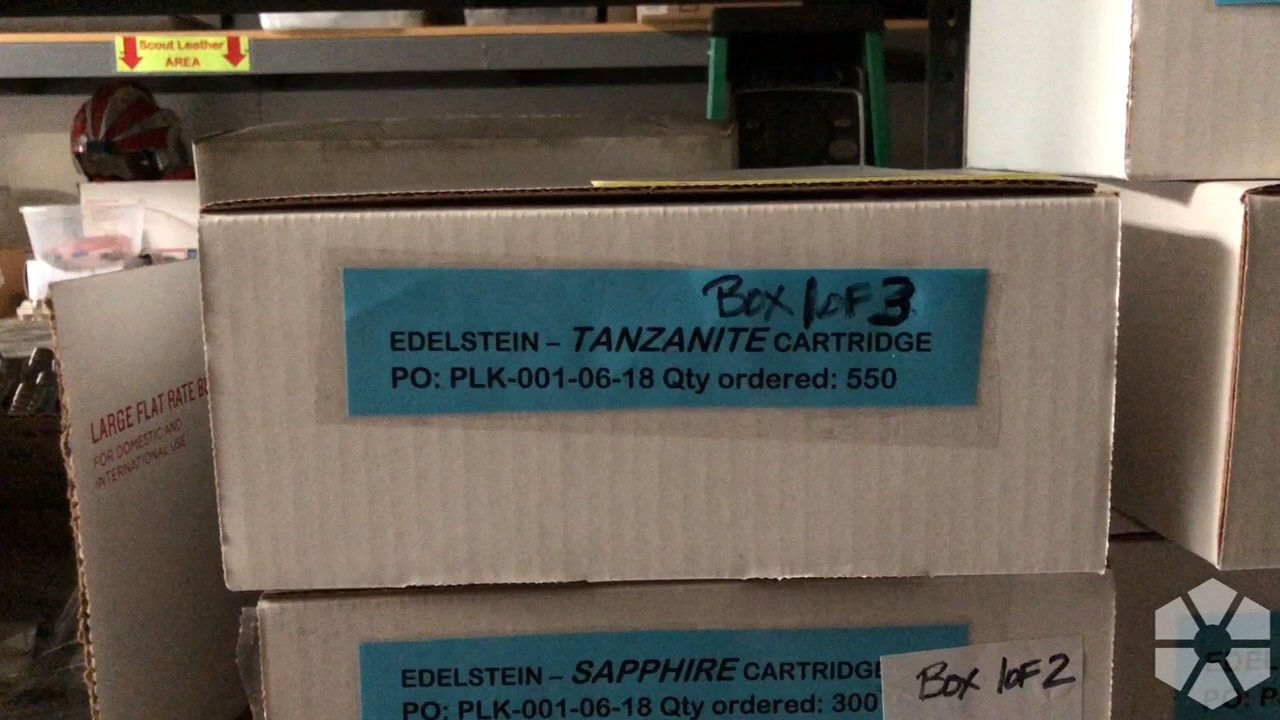 Scout Leather
AREA
BOX 1 OF 3
EDELSTEIN – TANZANITE CARTRIDGE
PO: PLK-001-06-18 Qty ordered: 550
LARGE FLAT RATE
FOR DOMESTIC AND
INTERNATIONAL USE
EDELSTEIN – SAPPHIRE CARTRIDGE
PO: PLK-001-06-18 Qty ordered: 300
BOX 1 OF 2